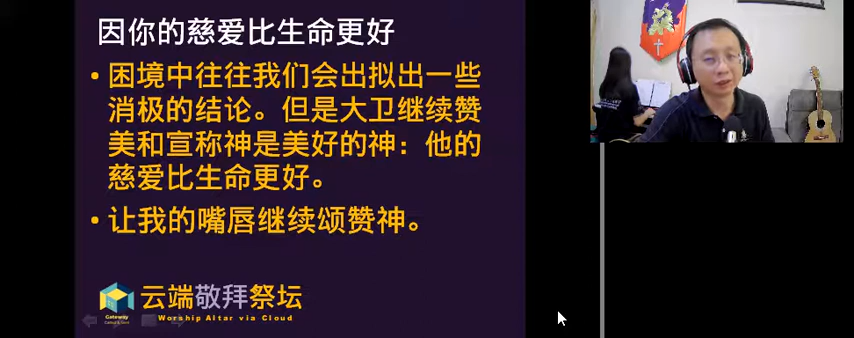 因你的慈爱比生命更好
• 困境中往往我们会出拟出一些
消极的结论。但是大卫继续赞
美和宣称神是美好的神：他的
慈爱比生命更好。
• 让我的嘴唇继续颂赞神。
云端敬拜祭坛
Gateway
Worship Altar via Cloud